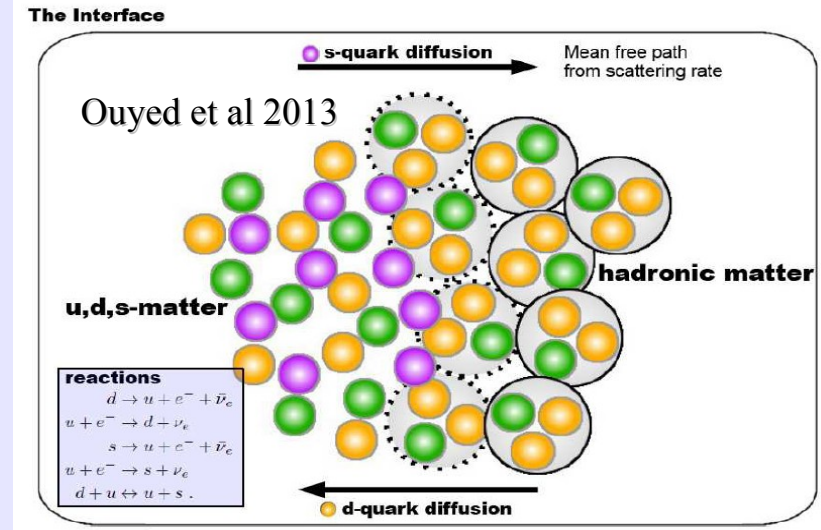 The Interface
s-quark diffusion
Mean free path
from scattering rate
Ouyed et al 2013
hadronic matter
u,d,s-matter
reactions
d → u + e⁻ + ν̄ₑ
u + e⁻ → d + νₑ
s → u + e⁻ + ν̄ₑ
u + e⁻ → s + νₑ
d + u ↔ u + s .
d-quark diffusion